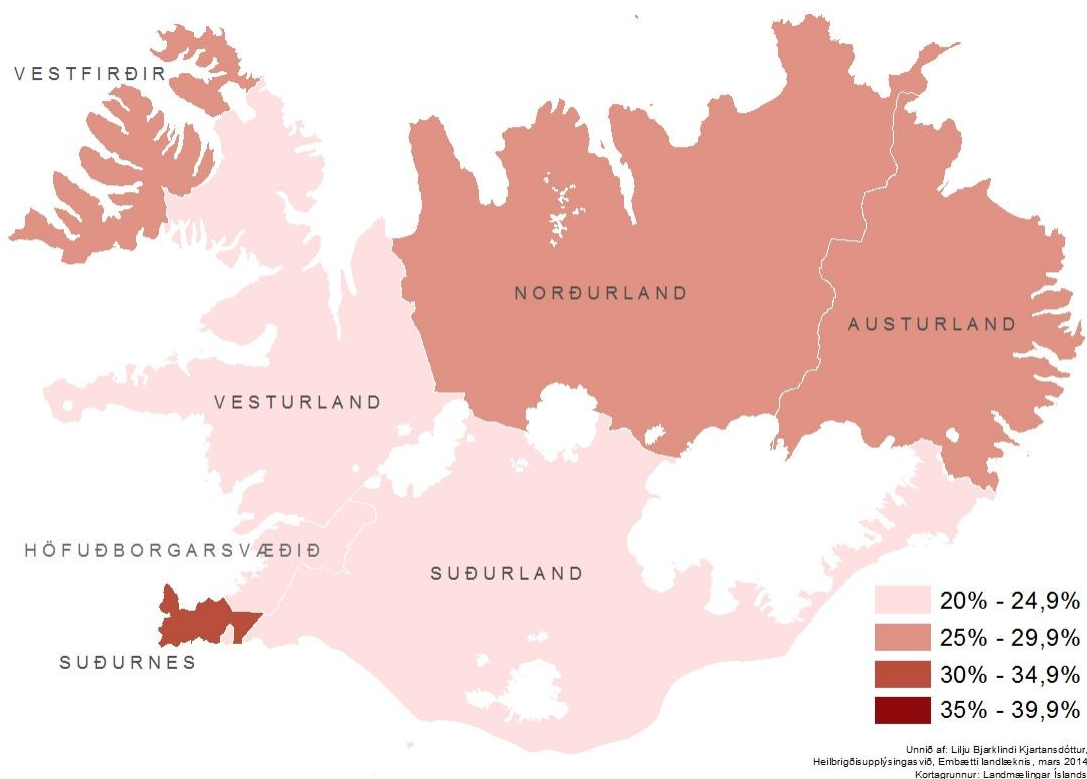 VESTFIRÐIR
NORÐURLAND
AUSTURLAND
VESTURLAND
HÖFUÐBORGARSVÆÐIÐ
SUÐURLAND
SUÐURNES
20% - 24,9%
25% - 29,9%
30% - 34,9%
35% - 39,9%
Unnið af: Lilju Bjarklindi Kjartansdóttur,
Heilbrigðisupplýsingasvið, Embætti landlæknis, mars 2014
Kortagrunnur: Landmælingar Íslands